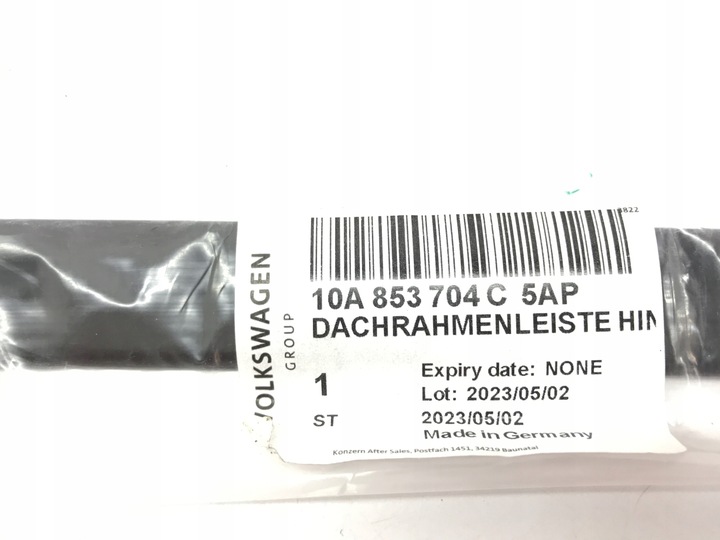 VOLKSWAGEN
GROUP
10A 853 704 C 5AP
DACHRAHMENLEISTE HIN
1
ST
Expiry date: NONE
Lot: 2023/05/02
2023/05/02
Made in Germany
Konzern After Sales, Postfach 1451, 34219 Baunatal